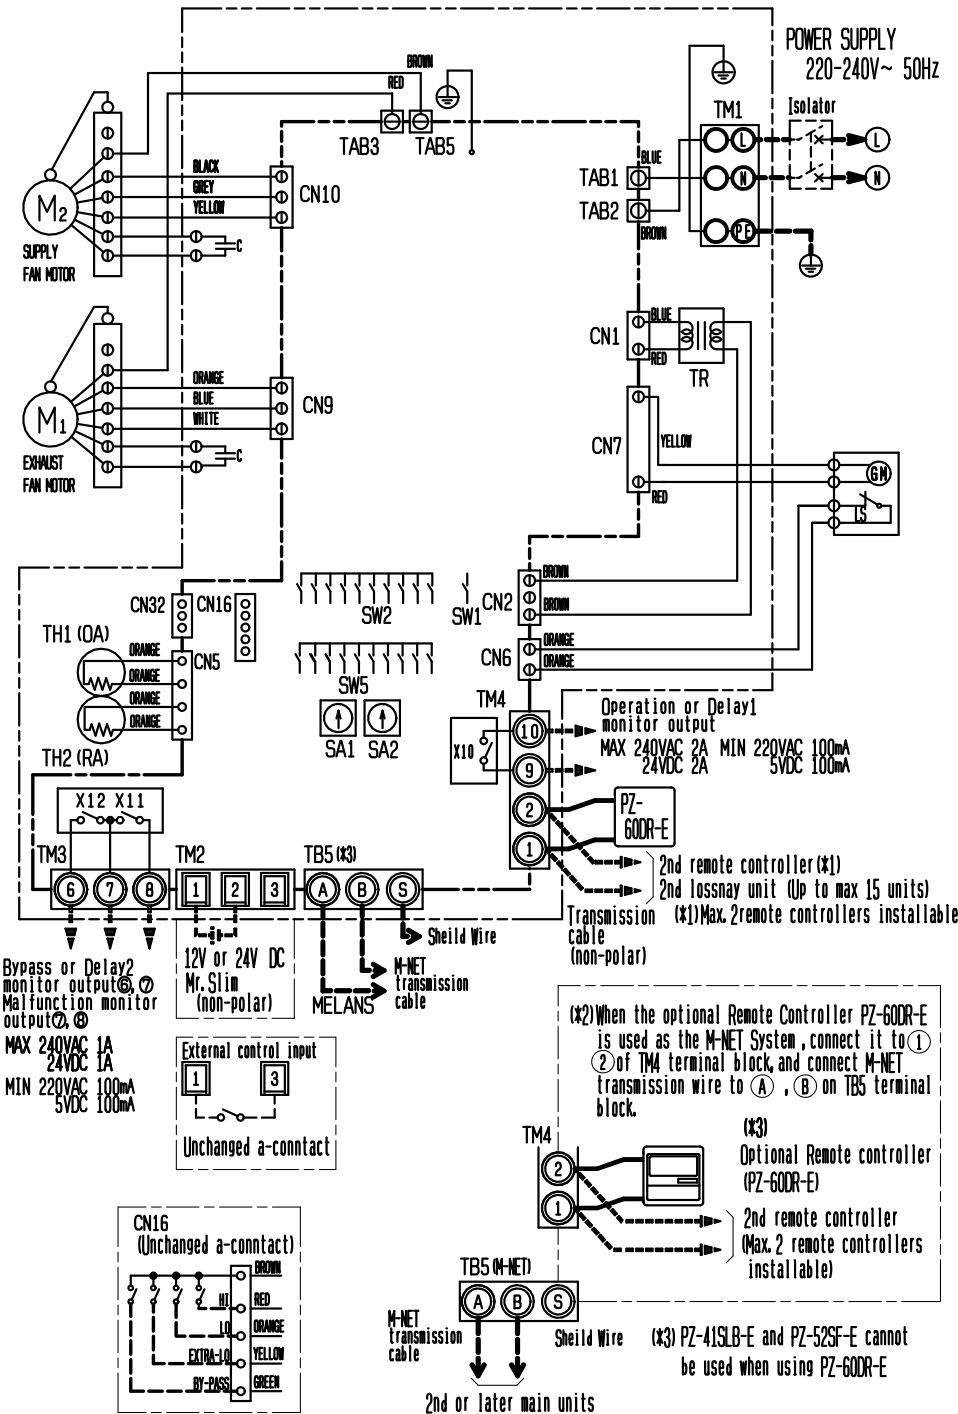 POWER SUPPLY
220-240V~ 50Hz
BROWN
RED
Isolator
TM1
TAB3
TAB5
L
L
N
N
PE
BLUE
TAB1
TAB2
BROWN
BLACK
GREY
YELLOW
CN10
M2
SUPPLY
FAN MOTOR
C
CN1
BLUE
RED
TR
ORANGE
BLUE
WHITE
CN9
M1
EXHAUST
FAN MOTOR
C
CN7
YELLOW
RED
GM
LS
CN32
CN16
SW2
SW1
CN2
BROWN
BROWN
TH1 (OA)
ORANGE
ORANGE
ORANGE
ORANGE
CN5
TH2 (RA)
SW5
SA1
SA2
CN6
ORANGE
ORANGE
TM4
X10
10
9
2
1
Operation or Delay1
monitor output
MAX 240VAC 2A MIN 220VAC 100mA
24VDC 2A 5VDC 100mA
PZ-
60DR-E
2nd remote controller(*1)
2nd lossnay unit (Up to max 15 units)
Transmission
cable
(non-polar)
(*1)Max. 2remote controllers installable
X12 X11
TM3
TM2
TB5(*3)
6 7 8
1 2 3
A B S
Sheild Wire
M-NET
transmission
cable
MELANS
12V or 24V DC
Mr. Slim
(non-polar)
Bypass or Delay2
monitor output⑥,⑦
Malfunction monitor
output⑦,⑧
MAX 240VAC 1A
24VDC 1A
MIN 220VAC 100mA
5VDC 100mA
External control input
1 3
Unchanged a-conntact
(*2)When the optional Remote Controller PZ-60DR-E
is used as the M-NET System , connect it to ①
② of TM4 terminal block, and connect M-NET
transmission wire to Ⓐ , Ⓑ on TB5 terminal
block.
(*3)
Optional Remote controller
(PZ-60DR-E)
TM4
2
1
2nd remote controller
(Max. 2 remote controllers
installable)
TB5(M-NET)
A B S
M-NET
transmission
cable
Sheild Wire
2nd or later main units
(*3) PZ-41SLB-E and PZ-52SF-E cannot
be used when using PZ-60DR-E
CN16
(Unchanged a-conntact)
BROWN
HI RED
LO ORANGE
EXTRA-LO YELLOW
BY-PASS GREEN